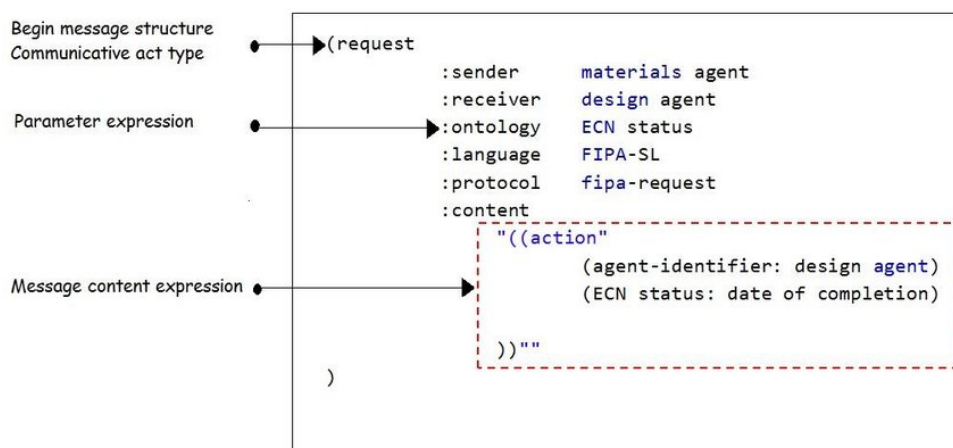 Begin message structure
Communicative act type
(request
:sender materials agent
:receiver design agent
Parameter expression
:ontology ECN status
:language FIPA-SL
:protocol fipa-request
:content
"((action"
(agent-identifier: design agent)
Message content expression
(ECN status: date of completion)
))""
)